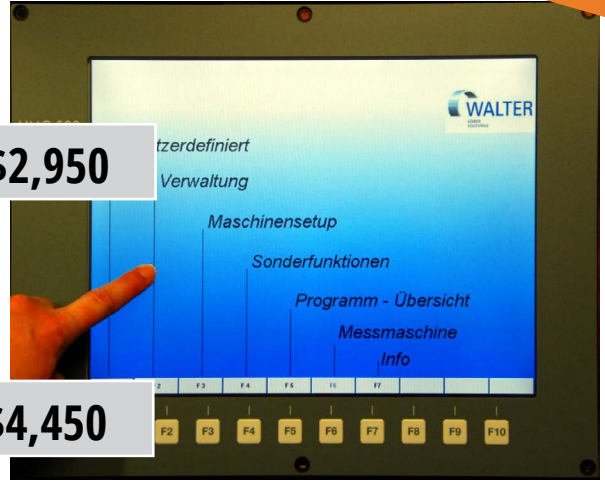 WALTER
$2,950
tzerdefiniert
Verwaltung
Maschinensetup
Sonderfunktionen
Programm - Übersicht
Messmaschine
Info
2 F3 F4 F5 F6 F7
$4,450
F2 F3 F4 F5 F6 F7 F8 F9 F10